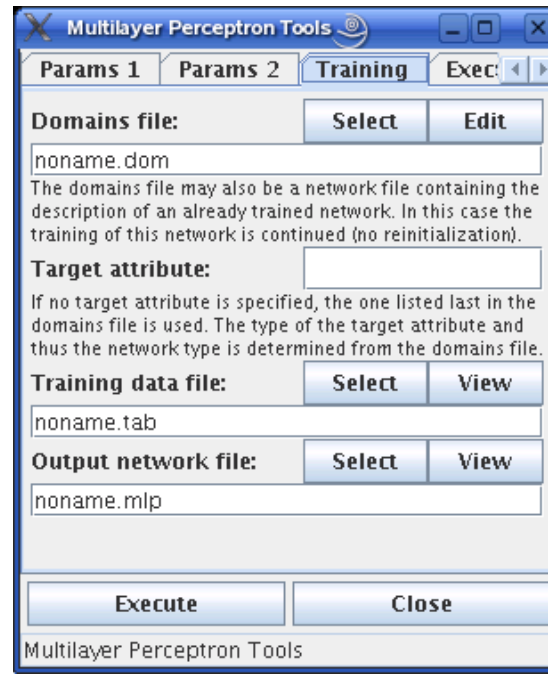 Multilayer Perceptron Tools
Params 1 Params 2 Training Exec
Domains file: Select Edit
noname.dom
The domains file may also be a network file containing the
description of an already trained network. In this case the
training of this network is continued (no reinitialization).
Target attribute:
If no target attribute is specified, the one listed last in the
domains file is used. The type of the target attribute and
thus the network type is determined from the domains file.
Training data file: Select View
noname.tab
Output network file: Select View
noname.mlp
Execute Close
Multilayer Perceptron Tools